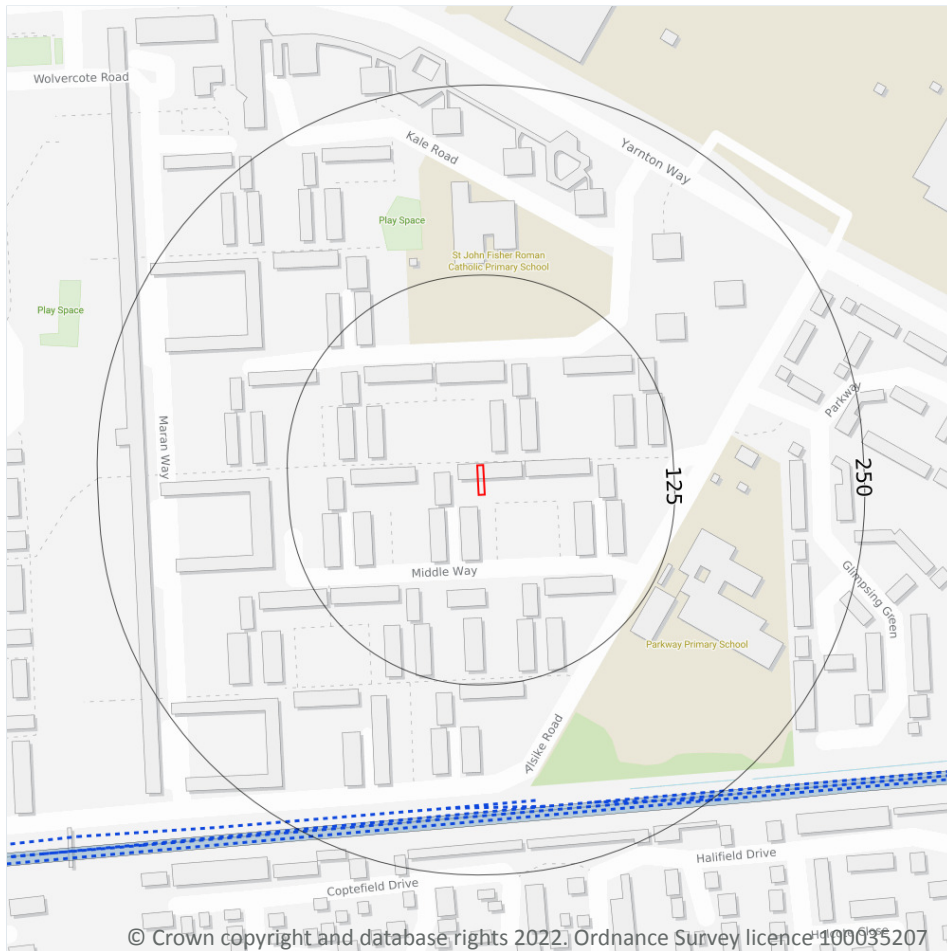 Wolvercote Road
Kale Road
Yarnton Way
Play Space
St John Fisher Roman
Catholic Primary School
Play Space
Parkway
Maran Way
125
250
Middle Way
Glimpsing Green
Parkway Primary School
Alsike Road
Halifield Drive
Coptefield Drive
© Crown copyright and database rights 2022. Ordnance Survey licence 100035207